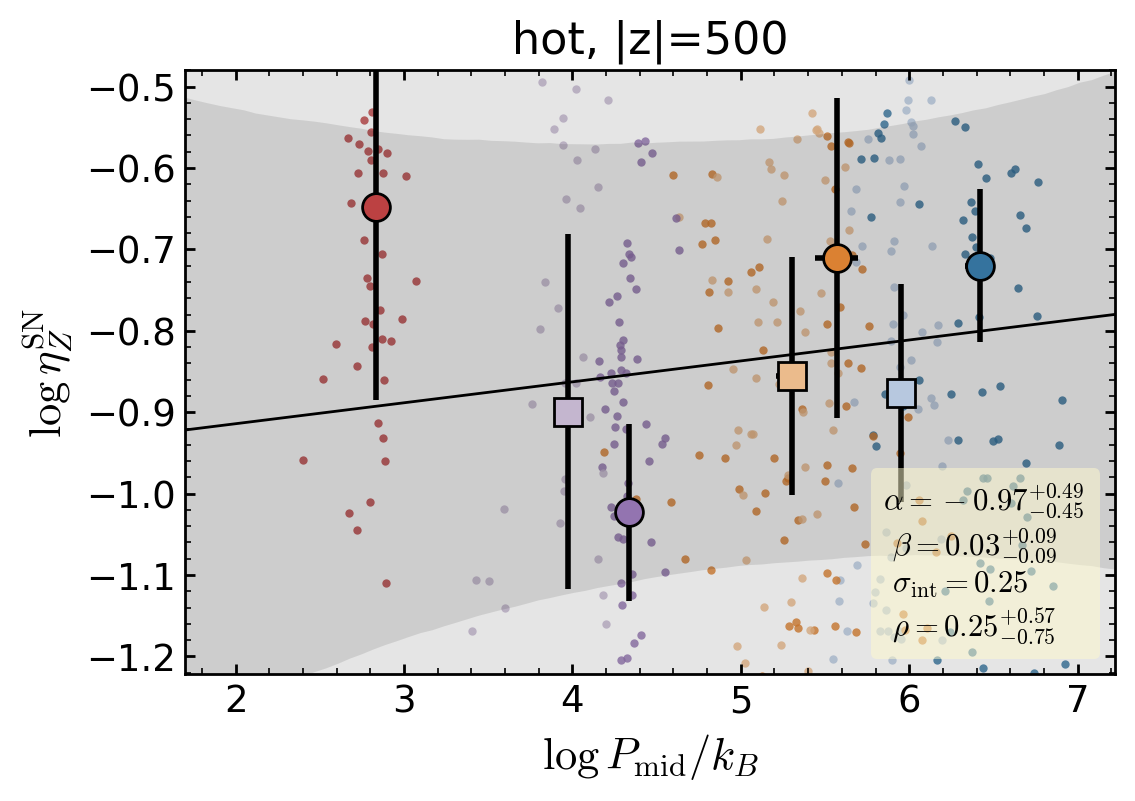 hot, |z|=500
log η_Z^SN
−0.5
−0.6
−0.7
−0.8
−0.9
−1.0
−1.1
−1.2
α = −0.97^{+0.49}_{−0.45}
β = 0.03^{+0.09}_{−0.09}
σ_int = 0.25
ρ = 0.25^{+0.57}_{−0.75}
2 3 4 5 6 7
log P_mid/k_B